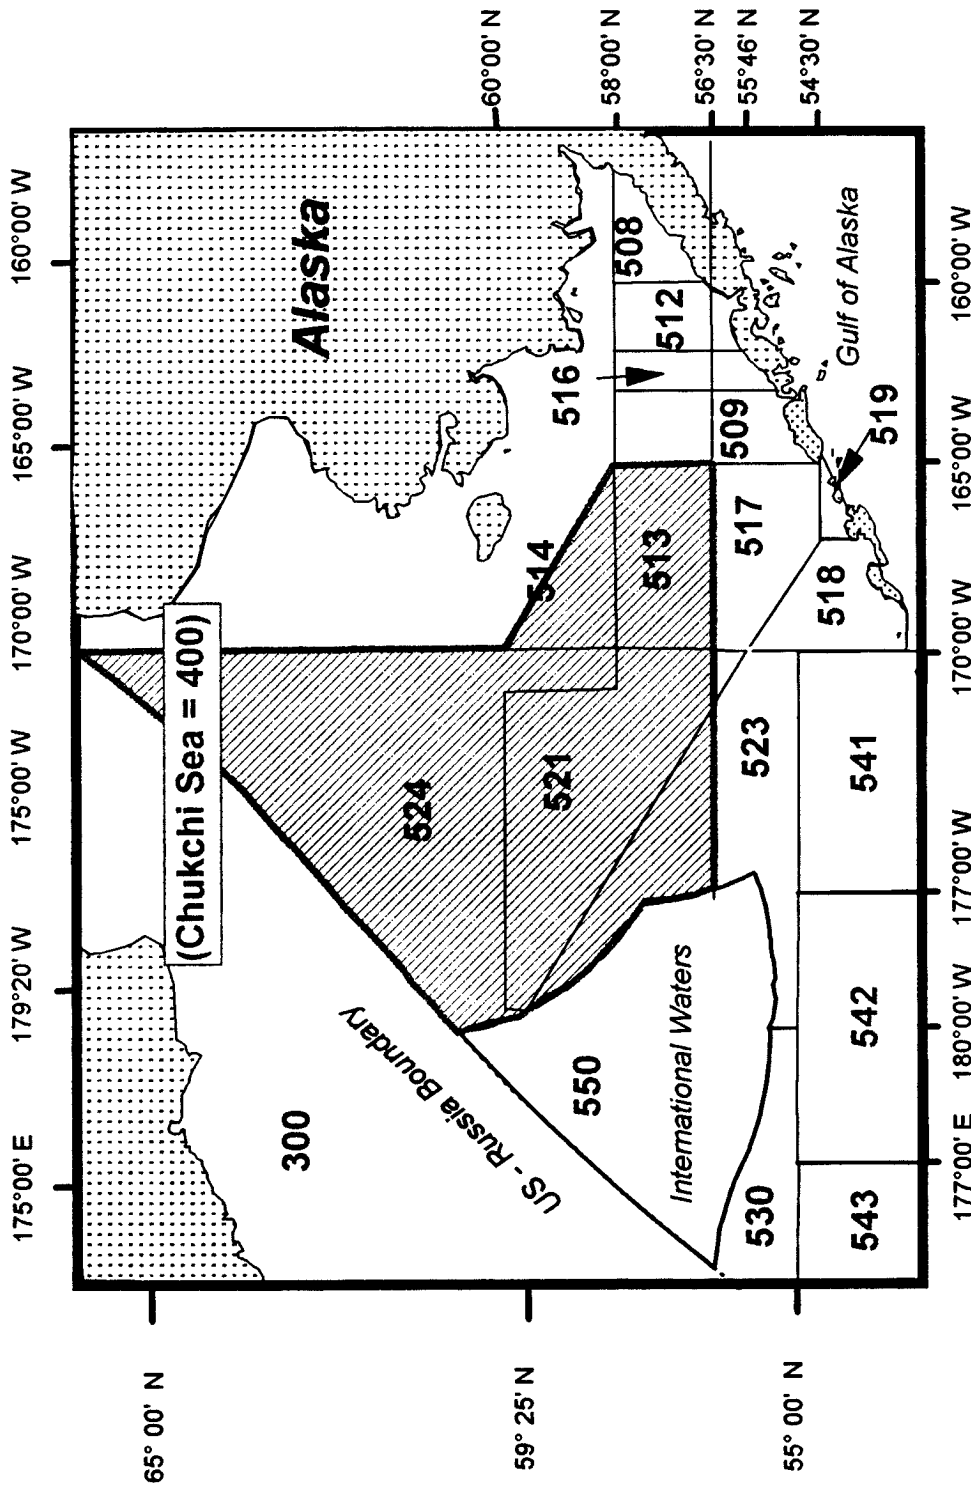 175°00' E
179°20' W
175°00' W
170°00' W
165°00' W
160°00' W
65° 00' N
59° 25' N
55° 00' N
60°00' N
58°00' N
56°30' N
55°46' N
54°30' N
Alaska
(Chukchi Sea = 400)
300
US - Russia Boundary
524
514
516
508
521
513
512
550
International Waters
509
523
517
530
518
519
Gulf of Alaska
543
542
541
177°00' E
180°00' W
177°00' W
170°00' W
165°00' W
160°00' W